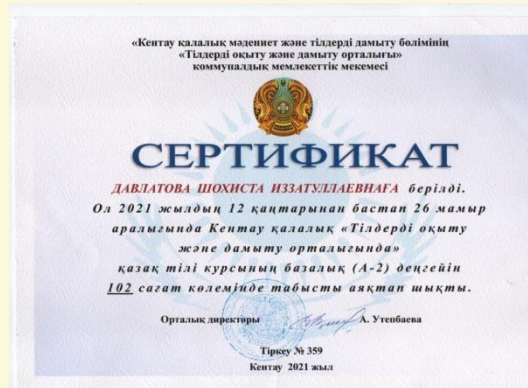 «Кентау қалалық мәдениет және тілдерді дамыту бөлімінің
«Тілдерді оқыту және дамыту орталығы»
коммуналдық мемлекеттік мекемесі
СЕРТИФИКАТ
ДАВЛАТОВА ШОХИСТА ИЗЗАТУЛЛАЕВНАҒА берілді.
Ол 2021 жылдың 12 қаңтарынан бастап 26 мамыр
аралығында Кентау қалалық «Тілдерді оқыту
және дамыту орталығында»
қазақ тілі курсының базалық (А-2) деңгейін
102 сағат көлемінде табысты аяқтап шықты.
Орталық директоры А. Утепбаева
Тіркеу № 359
Кентау 2021 жыл